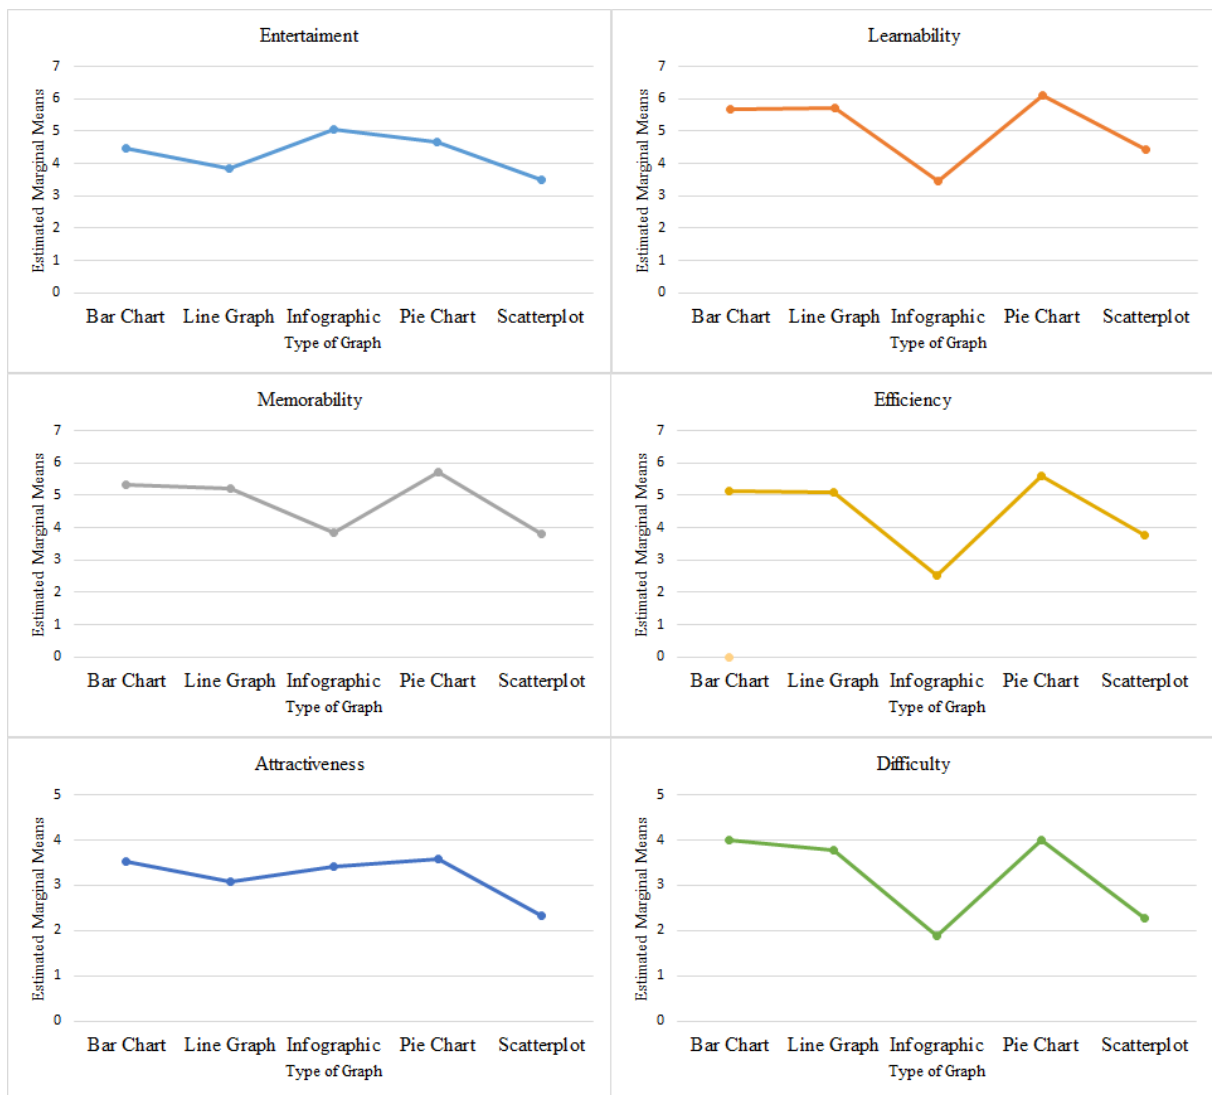 Entertaiment
Estimated Marginal Means
7
6
5
4
3
2
1
0
Bar Chart Line Graph Infographic Pie Chart Scatterplot
Type of Graph
Learnability
Estimated Marginal Means
7
6
5
4
3
2
1
0
Bar Chart Line Graph Infographic Pie Chart Scatterplot
Type of Graph
Memorability
Estimated Marginal Means
7
6
5
4
3
2
1
0
Bar Chart Line Graph Infographic Pie Chart Scatterplot
Type of Graph
Efficiency
Estimated Marginal Means
7
6
5
4
3
2
1
0
Bar Chart Line Graph Infographic Pie Chart Scatterplot
Type of Graph
Attractiveness
Estimated Marginal Means
5
4
3
2
1
0
Bar Chart Line Graph Infographic Pie Chart Scatterplot
Type of Graph
Difficulty
Estimated Marginal Means
5
4
3
2
1
0
Bar Chart Line Graph Infographic Pie Chart Scatterplot
Type of Graph